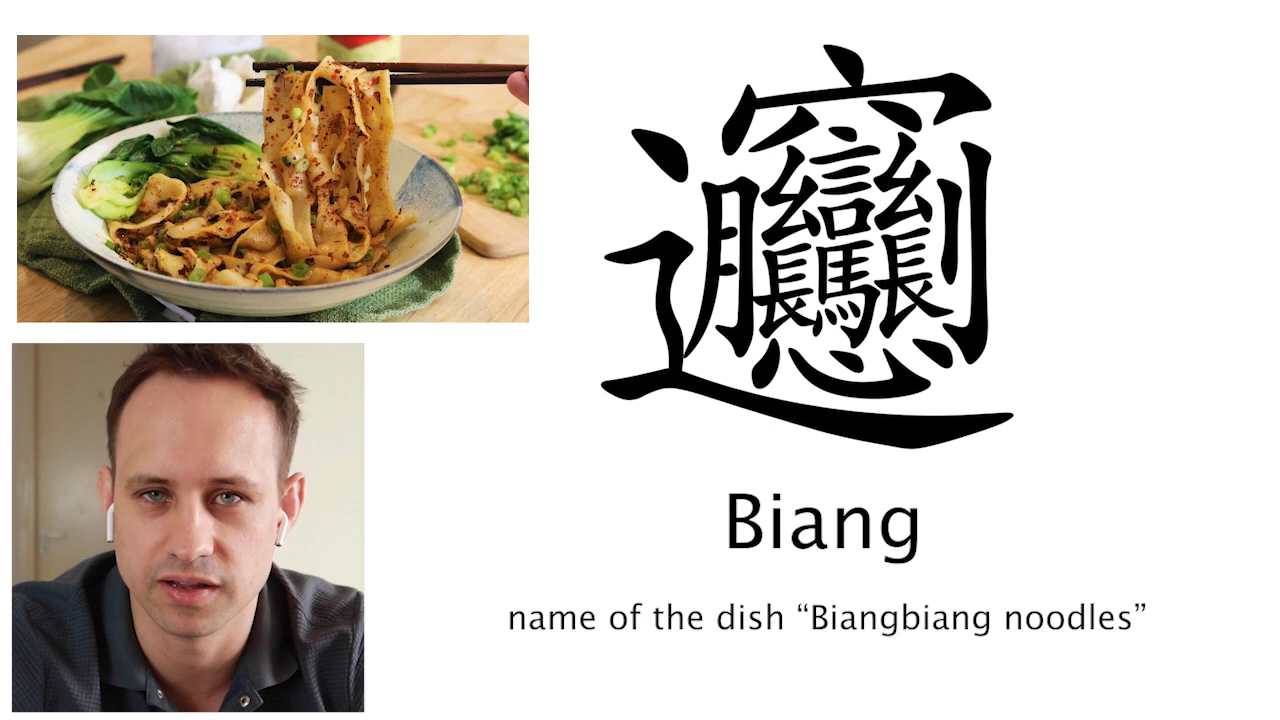 𰻞
Biang
name of the dish “Biangbiang noodles”